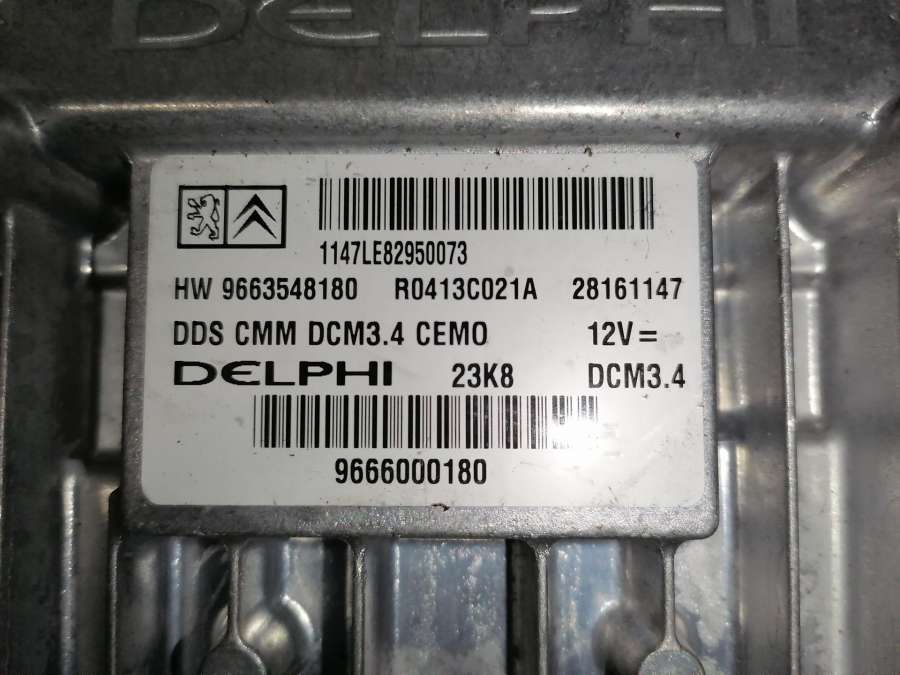 DELPHI
1147LE82950073
HW 9663548180 R0413C021A 28161147
DDS CMM DCM3.4 CEMO 12V=
DELPHI 23K8 DCM3.4
9666000180